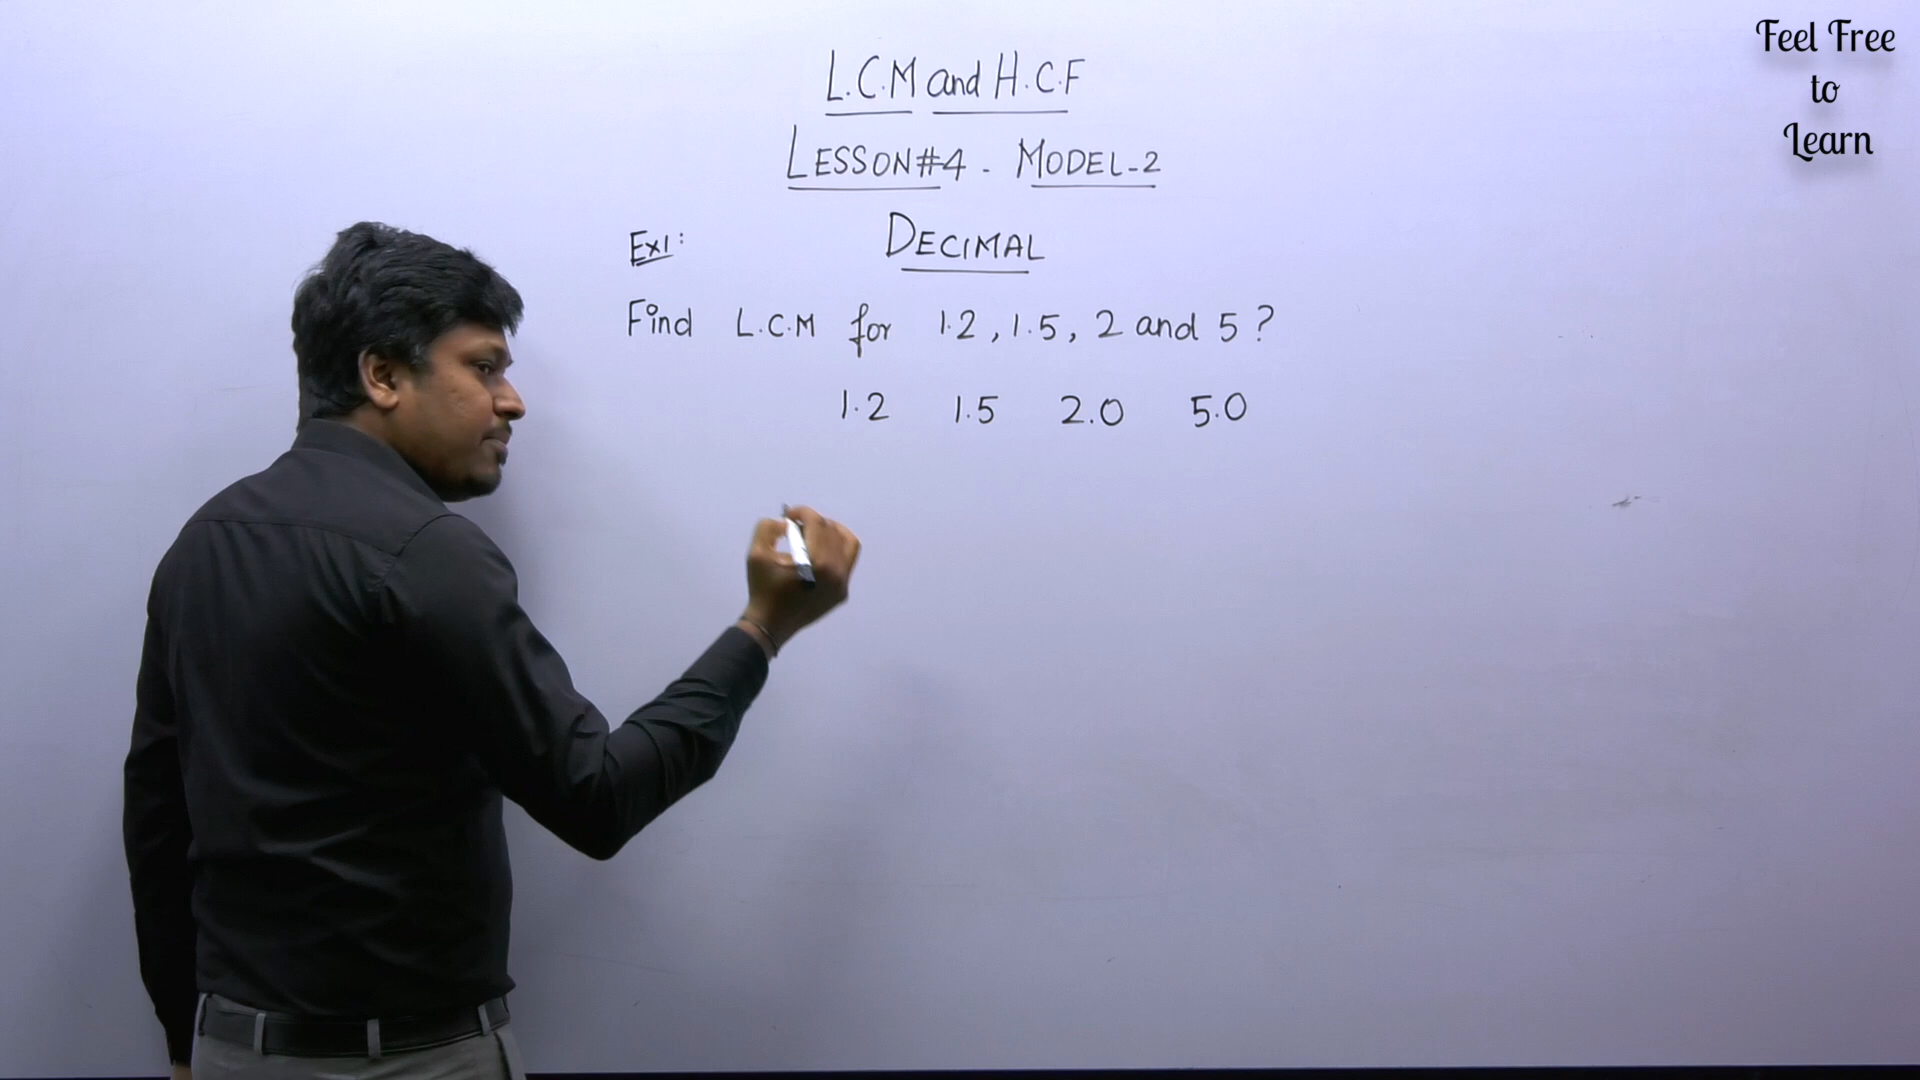 L.C.M and H.C.F
LESSON#4 - MODEL-2
DECIMAL
Ex1:
Find L.C.M for 1.2, 1.5, 2 and 5?
1.2 1.5 2.0 5.0
Feel Free
to
Learn